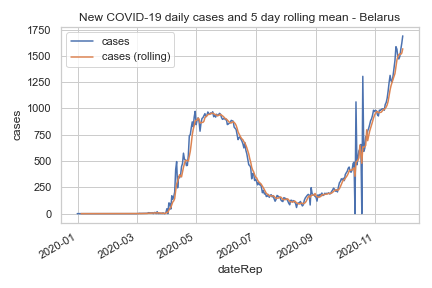 New COVID-19 daily cases and 5 day rolling mean - Belarus
cases
cases (rolling)
1750
1500
1250
1000
750
500
250
0
cases
2020-01
2020-03
2020-05
2020-07
2020-09
2020-11
dateRep